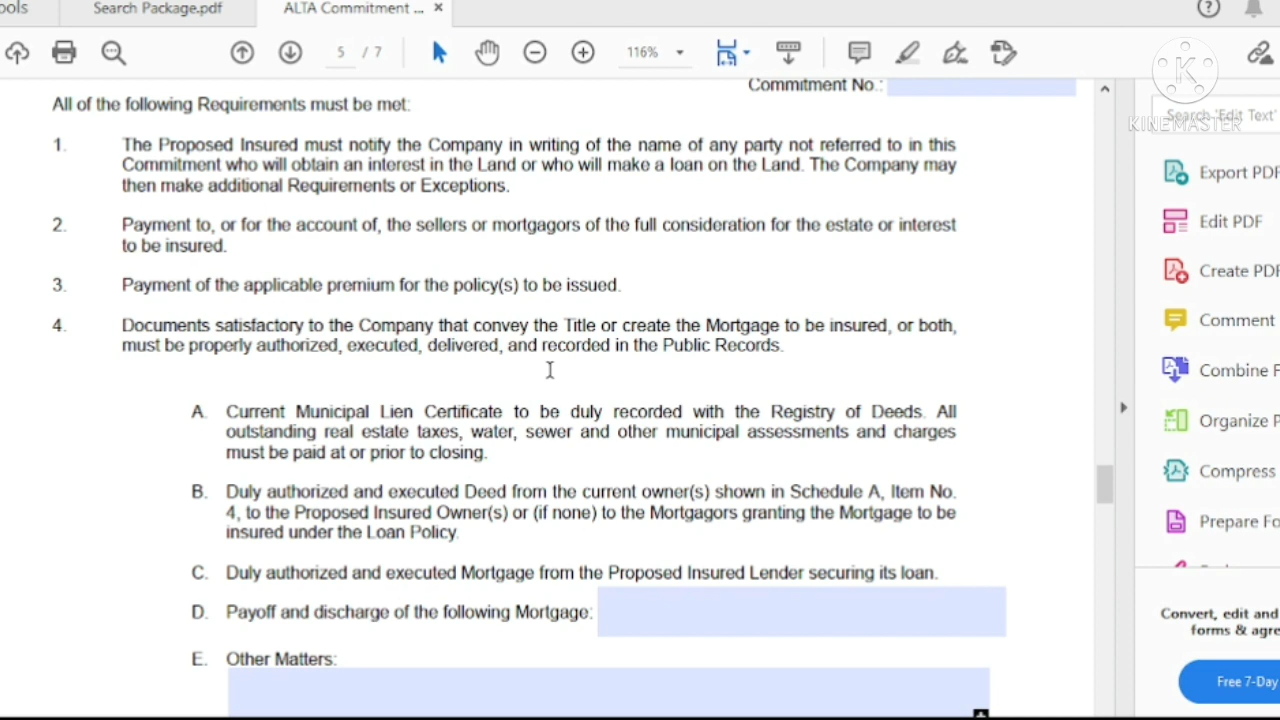 ools
Search Package.pdf
ALTA Commitment ... ×
5 / 7
116%
K
KINEMASTER
Commitment No.:
Search 'Edit Text'
All of the following Requirements must be met:
1. The Proposed Insured must notify the Company in writing of the name of any party not referred to in this
Commitment who will obtain an interest in the Land or who will make a loan on the Land. The Company may
then make additional Requirements or Exceptions.
2. Payment to, or for the account of, the sellers or mortgagors of the full consideration for the estate or interest
to be insured.
3. Payment of the applicable premium for the policy(s) to be issued.
4. Documents satisfactory to the Company that convey the Title or create the Mortgage to be insured, or both,
must be properly authorized, executed, delivered, and recorded in the Public Records.
A. Current Municipal Lien Certificate to be duly recorded with the Registry of Deeds. All
outstanding real estate taxes, water, sewer and other municipal assessments and charges
must be paid at or prior to closing.
B. Duly authorized and executed Deed from the current owner(s) shown in Schedule A, Item No.
4, to the Proposed Insured Owner(s) or (if none) to the Mortgagors granting the Mortgage to be
insured under the Loan Policy.
C. Duly authorized and executed Mortgage from the Proposed Insured Lender securing its loan.
D. Payoff and discharge of the following Mortgage:
E. Other Matters:
Export PDF
Edit PDF
Create PDF
Comment
Combine F
Organize P
Compress
Prepare Fo
Convert, edit and
forms & agre
Free 7-Day